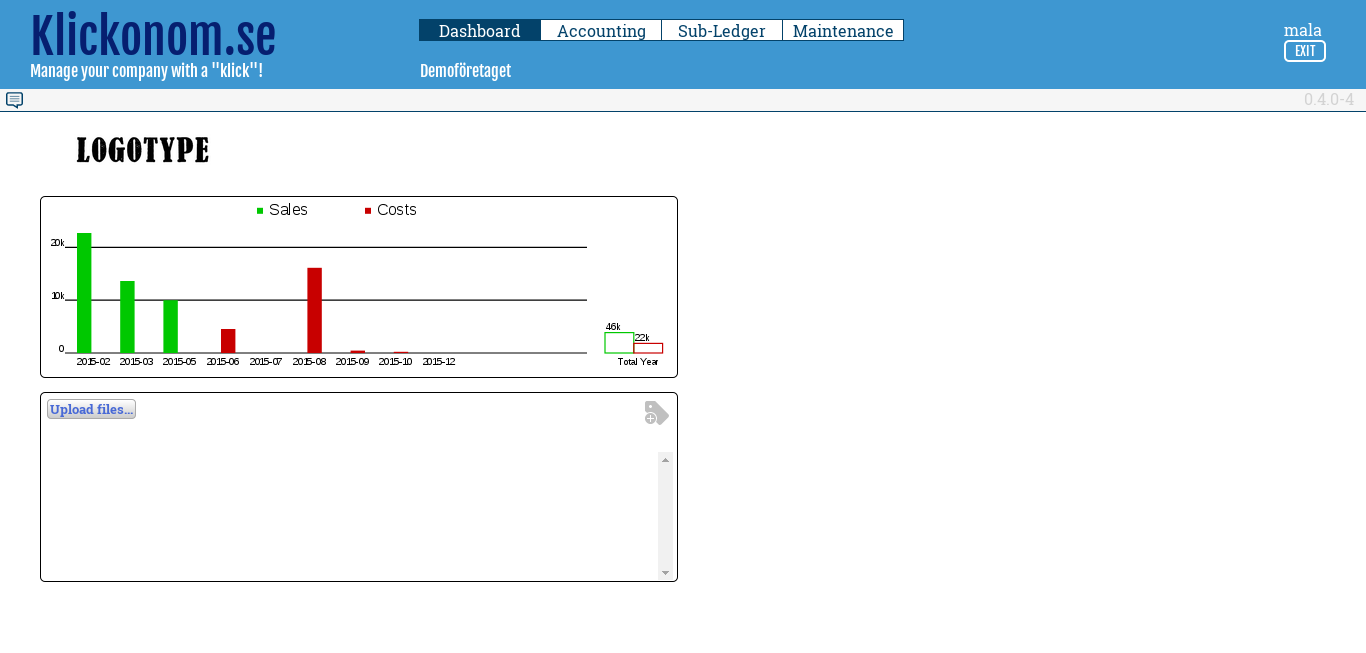 Klickonom.se
Manage your company with a "klick"!
Dashboard Accounting Sub-Ledger Maintenance
Demoföretaget
mala
EXIT
0.4.0-4
LOGOTYPE
Sales Costs
20k
10k
0
2015-02 2015-03 2015-05 2015-06 2015-07 2015-08 2015-09 2015-10 2015-12
46k
22k
Total Year
Upload files...